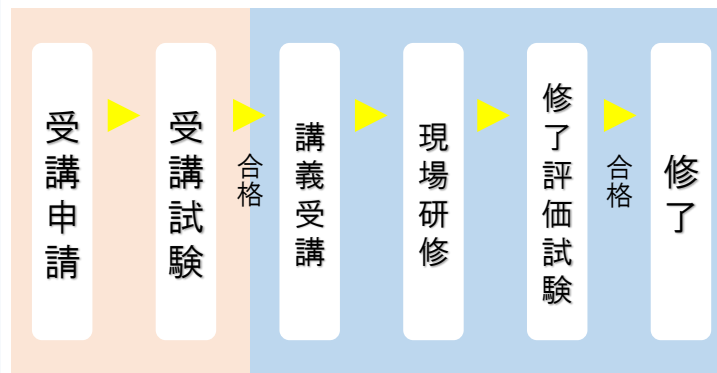 受講申請
受講試験
合格
講義受講
現場研修
修了評価試験
合格
修了